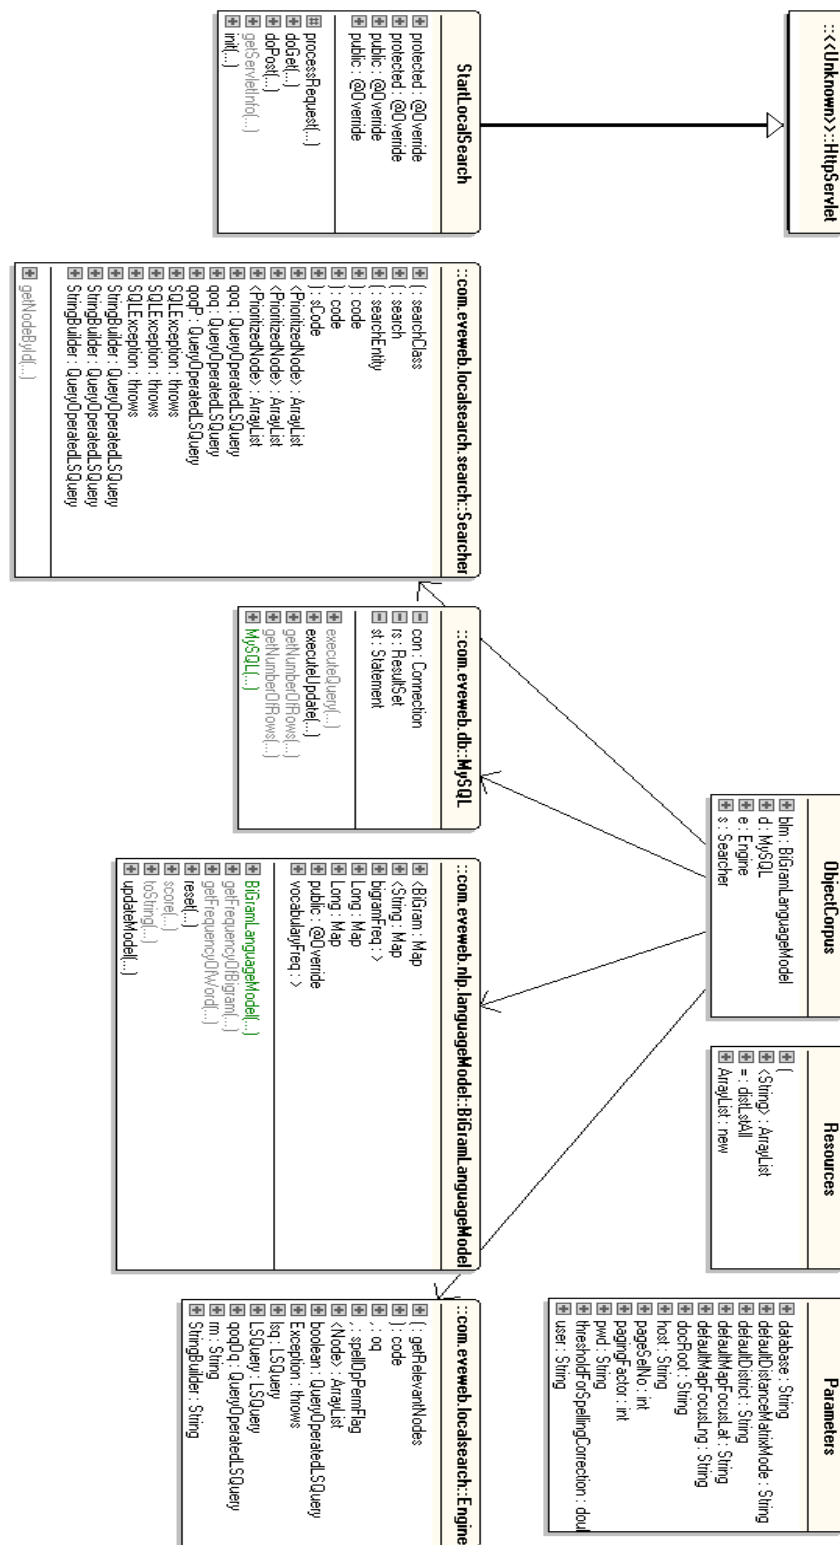 ::<<Unknown>>::HttpServlet
StartLocalSearch
protected : @Override
protected : @Override
public : @Override
public : @Override
processRequest(...)
doGet(...)
doPost(...)
getServletInfo(...)
init(...)
::com.eveweb.localsearch.search::Searcher
( : searchClass
( : search
( : searchEntity
) : code
) : code
) : sCode
<PrioritizedNode> : ArrayList
<PrioritizedNode> : ArrayList
<PrioritizedNode> : ArrayList
qoq : QueryOperatedLSQuery
qoq : QueryOperatedLSQuery
qoqP : QueryOperatedLSQuery
SQLException : throws
SQLException : throws
SQLException : throws
StringBuilder : QueryOperatedLSQuery
StringBuilder : QueryOperatedLSQuery
StringBuilder : QueryOperatedLSQuery
getNodeById(...)
::com.eveweb.db::MySQL
con : Connection
rs : ResultSet
st : Statement
executeQuery(...)
executeUpdate(...)
getNumberOfRows(...)
getNumberOfRows(...)
MySQL(...)
ObjectCorpus
blm : BiGramLanguageModel
d : MySQL
e : Engine
s : Searcher
::com.eveweb.nlp.languageModel::BiGramLanguageModel
<BiGram : Map
<String : Map
bigramFreq : >
Long : Map
Long : Map
public : @Override
vocabularyFreq : >
BiGramLanguageModel(...)
getFrequencyOfBigram(...)
getFrequencyOfWord(...)
reset(...)
score(...)
toString(...)
updateModel(...)
Resources
(
<String> : ArrayList
= : distLstAll
ArrayList : new
::com.eveweb.localsearch::Engine
( : getRelevantNodes
) : code
, : oq
, : spellOpPermFlag
<Node> : ArrayList
boolean : QueryOperatedLSQuery
Exception : throws
lsq : LSQuery
LSQuery : LSQuery
qoqOq : QueryOperatedLSQuery
rm : String
StringBuilder : String
Parameters
database : String
defaultDistanceMatrixMode : String
defaultDistrict : String
defaultMapFocusLat : String
defaultMapFocusLng : String
docRoot : String
host : String
pageSelNo : int
pagingFactor : int
pwd : String
thresholdForSpellingCorrection : doul
user : String